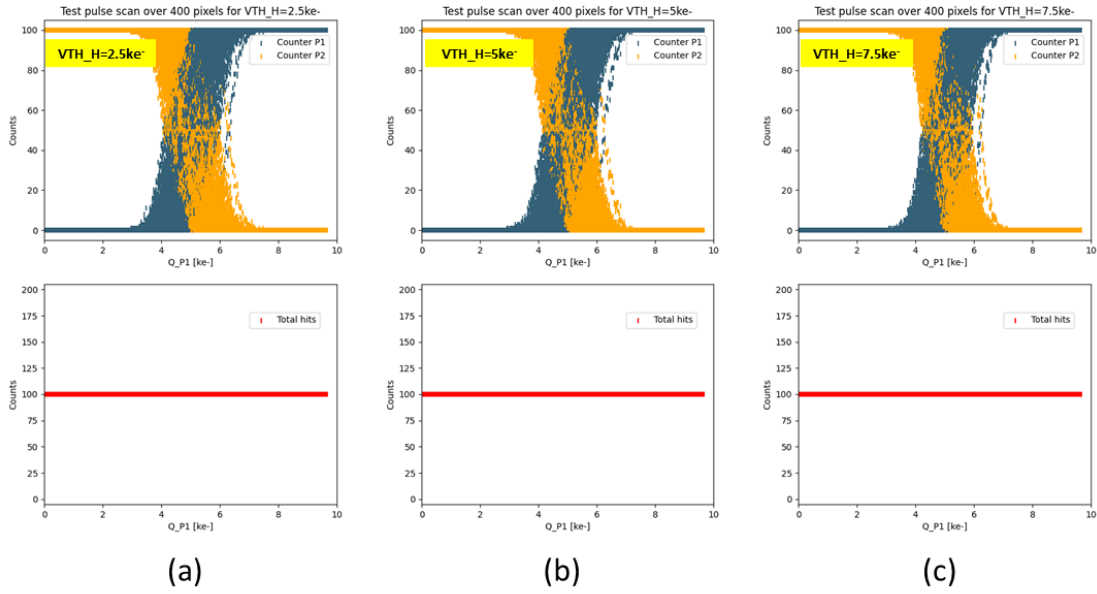 Test pulse scan over 400 pixels for VTH_H=2.5ke-
100
80
60
40
20
0
Counts
VTH_H=2.5ke⁻
Counter P1
Counter P2
0 2 4 6 8 10
Q_P1 [ke-]
Test pulse scan over 400 pixels for VTH_H=5ke-
100
80
60
40
20
0
Counts
VTH_H=5ke⁻
Counter P1
Counter P2
0 2 4 6 8 10
Q_P1 [ke-]
Test pulse scan over 400 pixels for VTH_H=7.5ke-
100
80
60
40
20
0
Counts
VTH_H=7.5ke⁻
Counter P1
Counter P2
0 2 4 6 8 10
Q_P1 [ke-]
200
175
150
125
100
75
50
25
0
Counts
Total hits
0 2 4 6 8 10
Q_P1 [ke-]
200
175
150
125
100
75
50
25
0
Counts
Total hits
0 2 4 6 8 10
Q_P1 [ke-]
200
175
150
125
100
75
50
25
0
Counts
Total hits
0 2 4 6 8 10
Q_P1 [ke-]
(a)
(b)
(c)